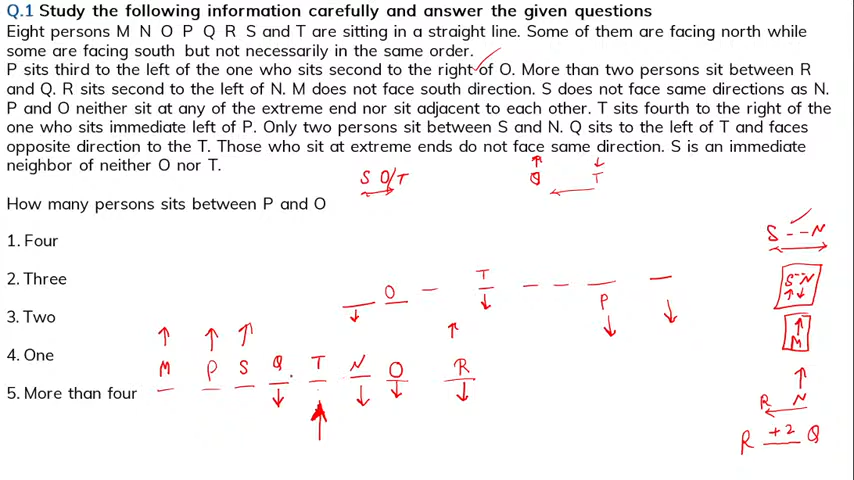 Q.1 Study the following information carefully and answer the given questions
Eight persons M N O P Q R S and T are sitting in a straight line. Some of them are facing north while
some are facing south but not necessarily in the same order.
P sits third to the left of the one who sits second to the right of O. More than two persons sit between R
and Q. R sits second to the left of N. M does not face south direction. S does not face same directions as N.
P and O neither sit at any of the extreme end nor sit adjacent to each other. T sits fourth to the right of the
one who sits immediate left of P. Only two persons sit between S and N. Q sits to the left of T and faces
opposite direction to the T. Those who sit at extreme ends do not face same direction. S is an immediate
neighbor of neither O nor T.
S O/T
Q T
How many persons sits between P and O
S -- N
1. Four
2. Three
S -- N
O T
P
3. Two
M
4. One
M P S Q T N O R
5. More than four
R N
R +2 Q